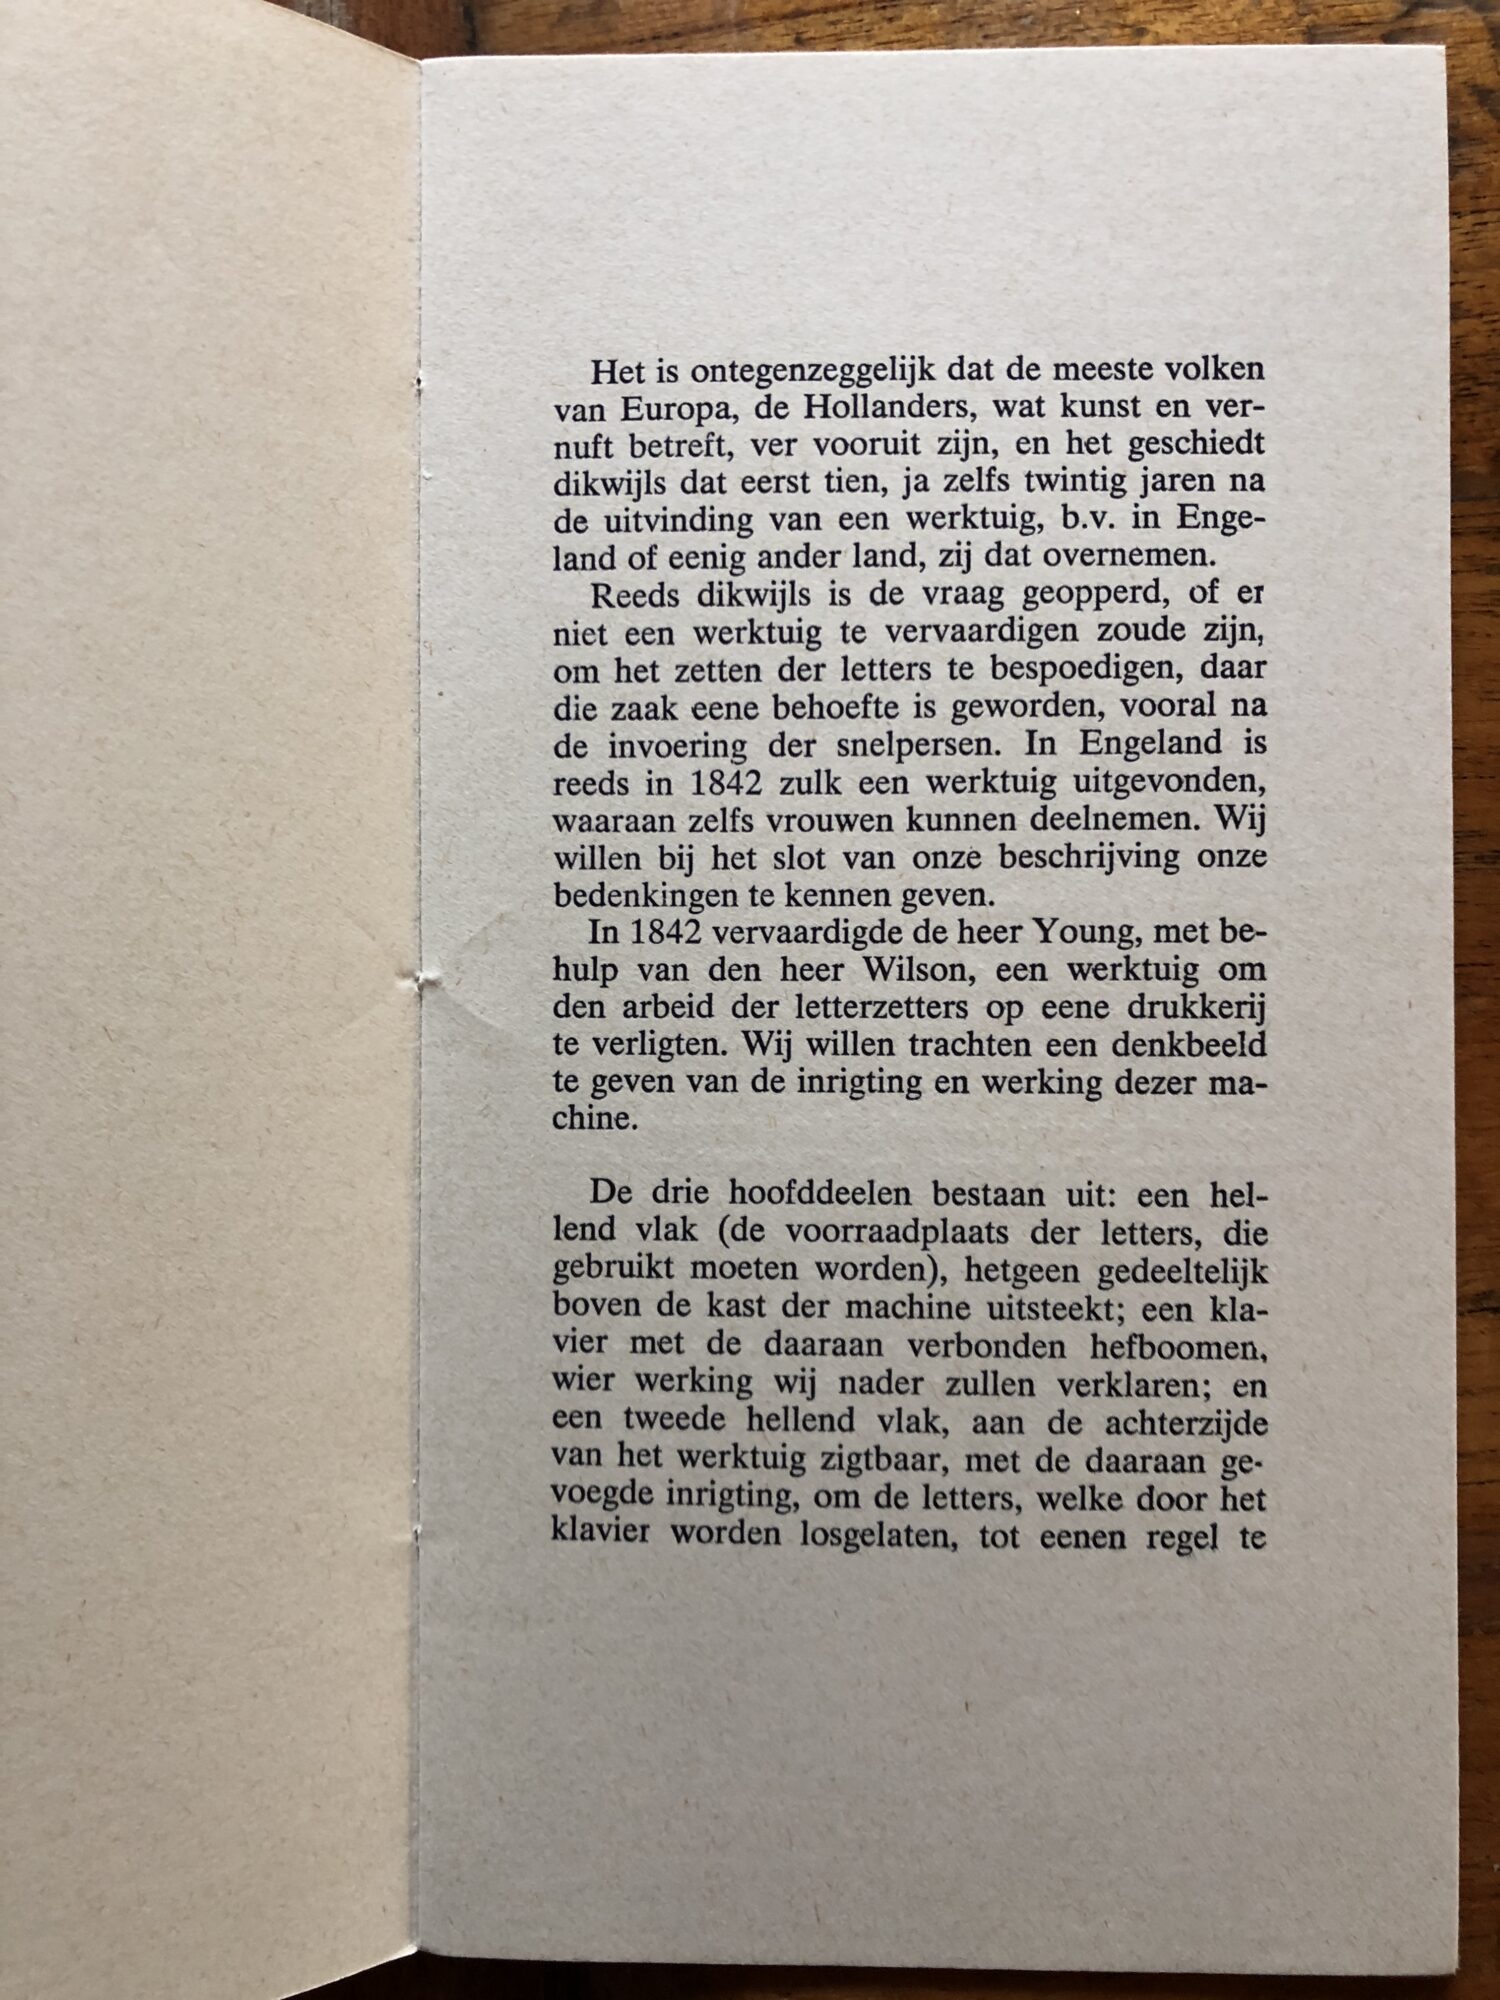 Het is ontegenzeggelijk dat de meeste volken
van Europa, de Hollanders, wat kunst en ver-
nuft betreft, ver vooruit zijn, en het geschiedt
dikwijls dat eerst tien, ja zelfs twintig jaren na
de uitvinding van een werktuig, b.v. in Enge-
land of eenig ander land, zij dat overnemen.
Reeds dikwijls is de vraag geopperd, of er
niet een werktuig te vervaardigen zoude zijn,
om het zetten der letters te bespoedigen, daar
die zaak eene behoefte is geworden, vooral na
de invoering der snelpersen. In Engeland is
reeds in 1842 zulk een werktuig uitgevonden,
waaraan zelfs vrouwen kunnen deelnemen. Wij
willen bij het slot van onze beschrijving onze
bedenkingen te kennen geven.
In 1842 vervaardigde de heer Young, met be-
hulp van den heer Wilson, een werktuig om
den arbeid der letterzetters op eene drukkerij
te verligten. Wij willen trachten een denkbeeld
te geven van de inrigting en werking dezer ma-
chine.
De drie hoofddeelen bestaan uit: een hel-
lend vlak (de voorraadplaats der letters, die
gebruikt moeten worden), hetgeen gedeeltelijk
boven de kast der machine uitsteekt; een kla-
vier met de daaraan verbonden hefboomen,
wier werking wij nader zullen verklaren; en
een tweede hellend vlak, aan de achterzijde
van het werktuig zigtbaar, met de daaraan ge-
voegde inrigting, om de letters, welke door het
klavier worden losgelaten, tot eenen regel te